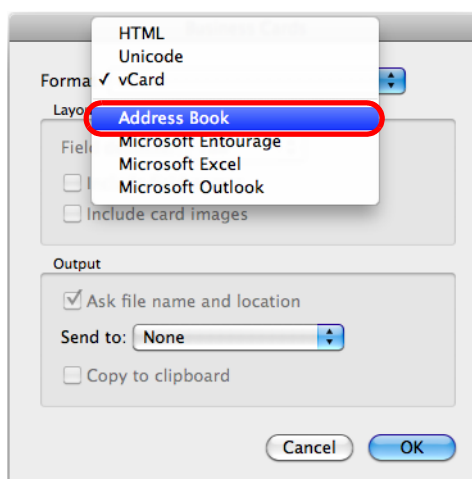 HTML
Unicode
Forma ✓ vCard
Layo
Address Book
Fiel
Microsoft Entourage
Microsoft Excel
Microsoft Outlook
Include card images
Output
Ask file name and location
Send to: None
Copy to clipboard
Cancel OK